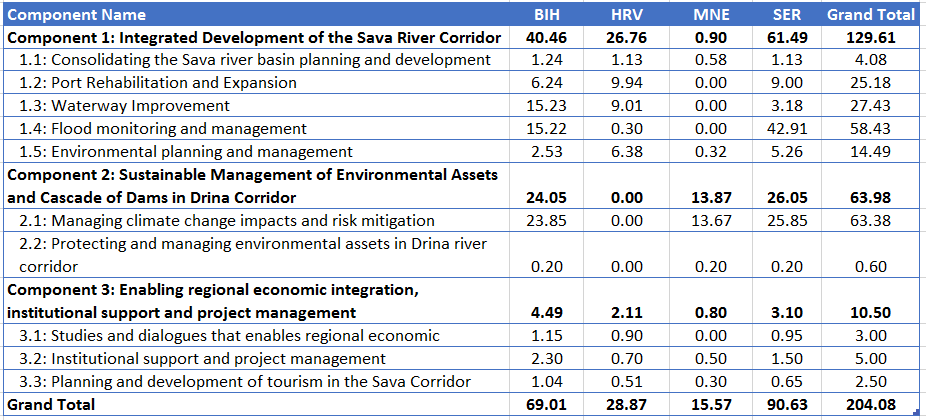 Component Name BIH HRV MNE SER Grand Total
Component 1: Integrated Development of the Sava River Corridor 40.46 26.76 0.90 61.49 129.61
1.1: Consolidating the Sava river basin planning and development 1.24 1.13 0.58 1.13 4.08
1.2: Port Rehabilitation and Expansion 6.24 9.94 0.00 9.00 25.18
1.3: Waterway Improvement 15.23 9.01 0.00 3.18 27.43
1.4: Flood monitoring and management 15.22 0.30 0.00 42.91 58.43
1.5: Environmental planning and management 2.53 6.38 0.32 5.26 14.49
Component 2: Sustainable Management of Environmental Assets
and Cascade of Dams in Drina Corridor 24.05 0.00 13.87 26.05 63.98
2.1: Managing climate change impacts and risk mitigation 23.85 0.00 13.67 25.85 63.38
2.2: Protecting and managing environmental assets in Drina river
corridor 0.20 0.00 0.20 0.20 0.60
Component 3: Enabling regional economic integration,
institutional support and project management 4.49 2.11 0.80 3.10 10.50
3.1: Studies and dialogues that enables regional economic 1.15 0.90 0.00 0.95 3.00
3.2: Institutional support and project management 2.30 0.70 0.50 1.50 5.00
3.3: Planning and development of tourism in the Sava Corridor 1.04 0.51 0.30 0.65 2.50
Grand Total 69.01 28.87 15.57 90.63 204.08